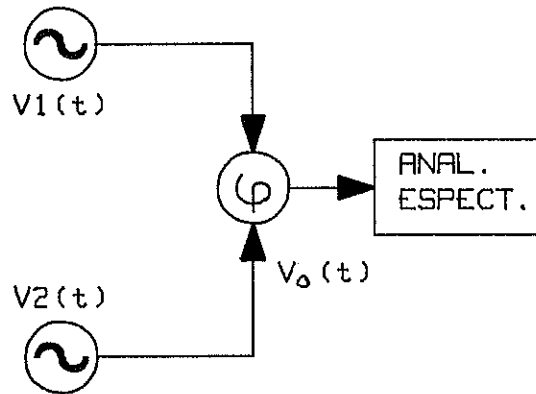 V1(t)
φ
ANAL.
ESPECT.
V2(t)
Vo(t)